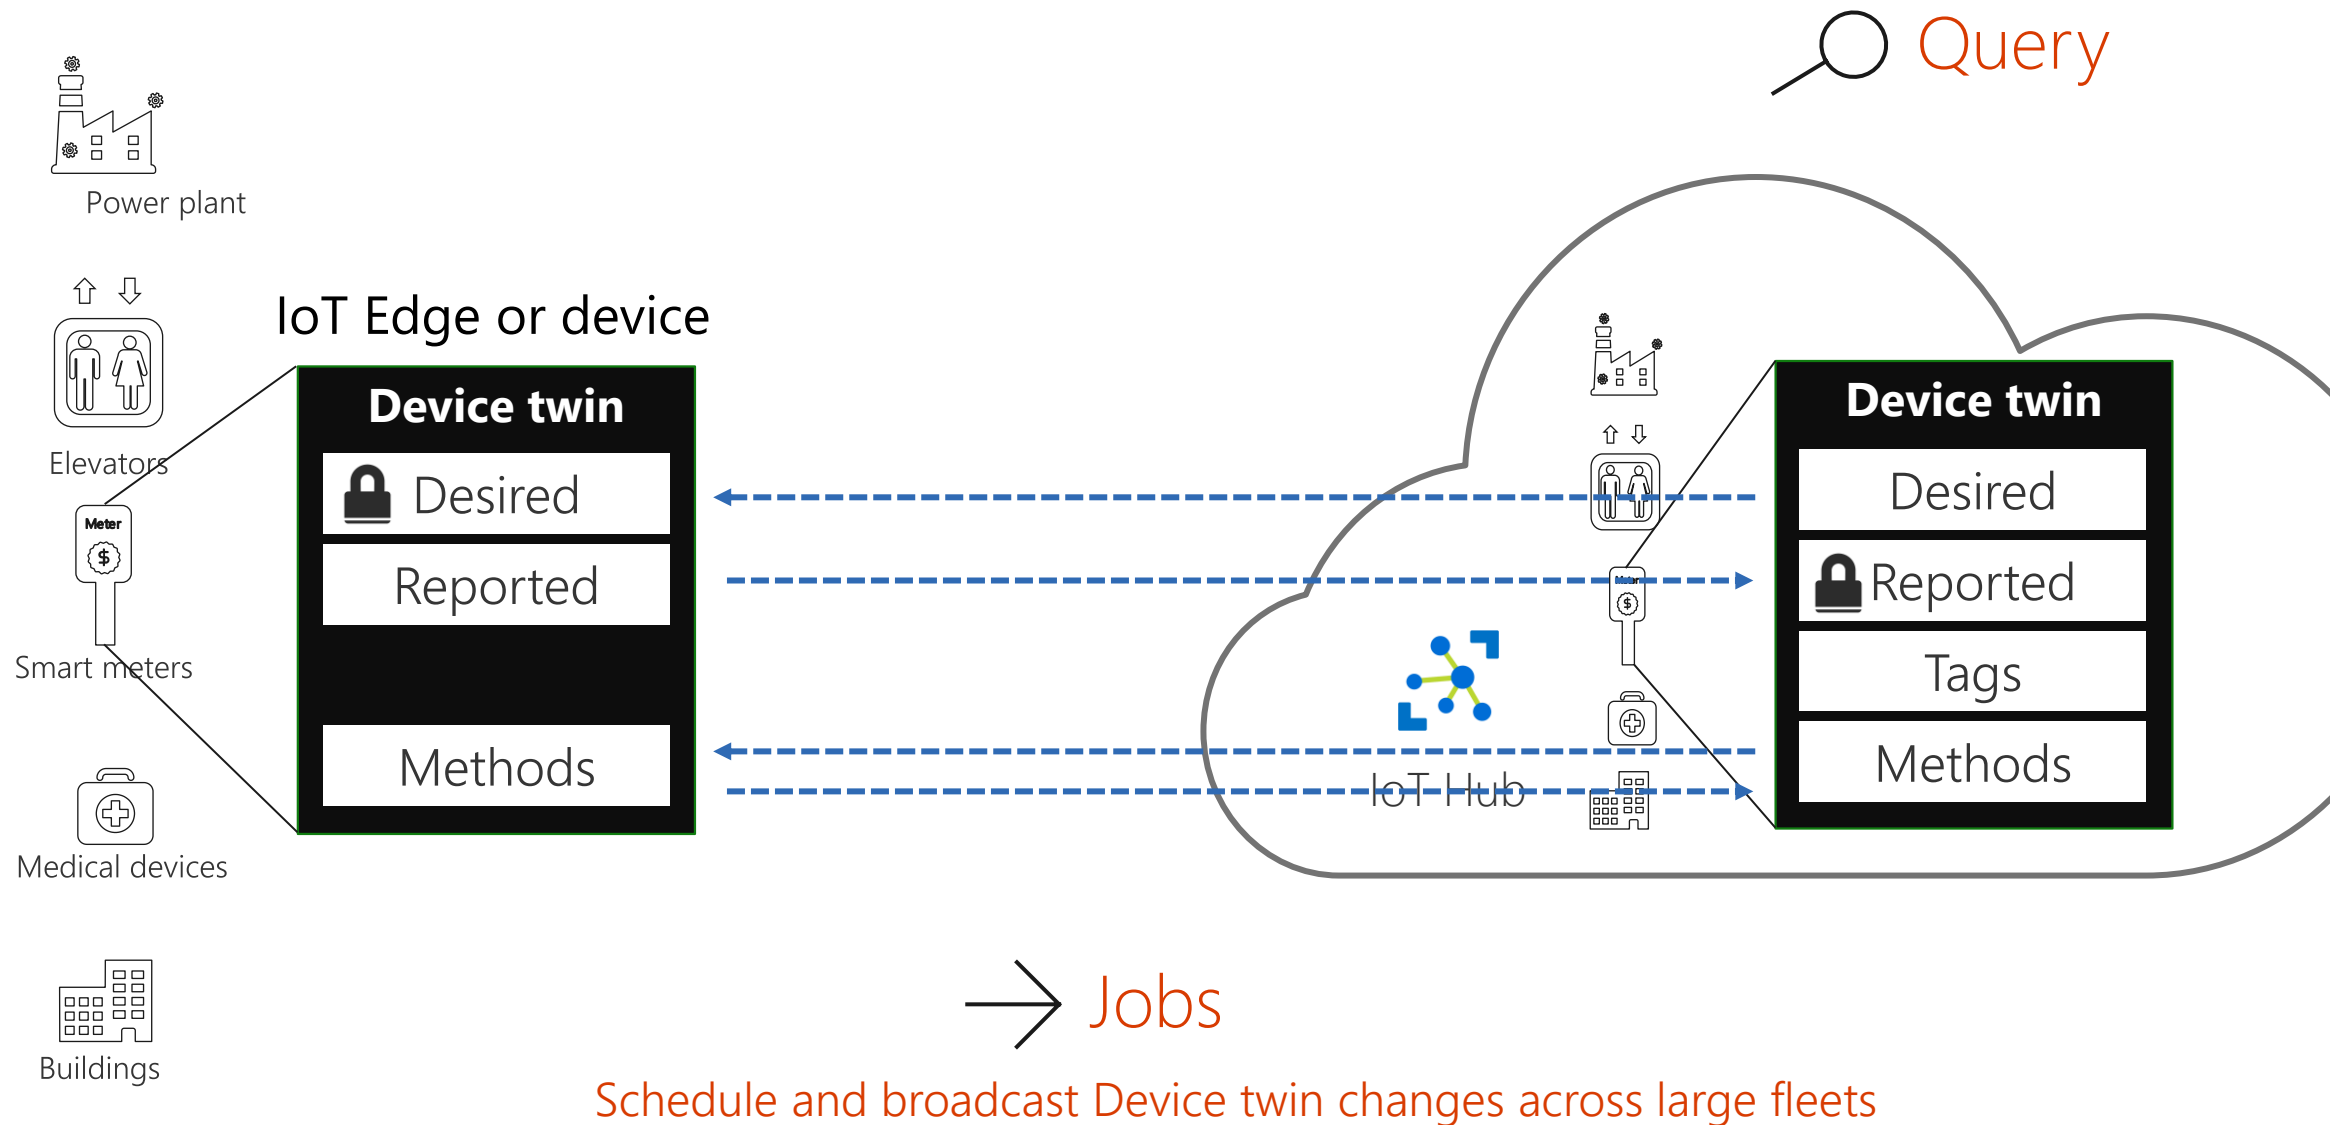 Query
Power plant
Elevators
Meter
$
Smart meters
Medical devices
Buildings
IoT Edge or device
Device twin
Desired
Reported
Methods
IoT Hub
Meter
$
Device twin
Desired
Reported
Tags
Methods
Jobs
Schedule and broadcast Device twin changes across large fleets